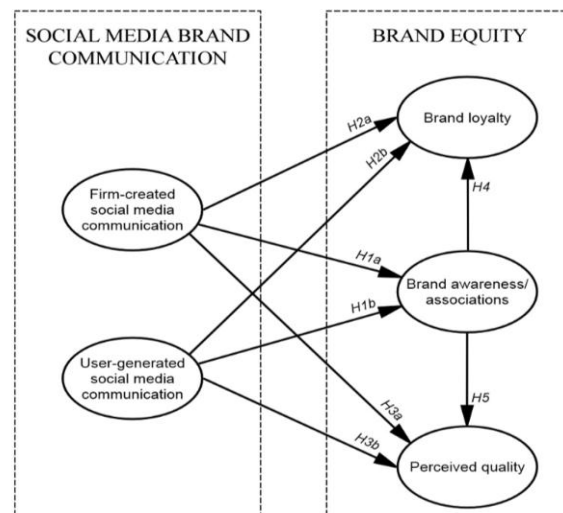 SOCIAL MEDIA BRAND
COMMUNICATION
BRAND EQUITY
Firm-created
social media
communication
User-generated
social media
communication
H2a
H2b
H1a
H1b
H3a
H3b
Brand loyalty
H4
Brand awareness/
associations
H5
Perceived quality